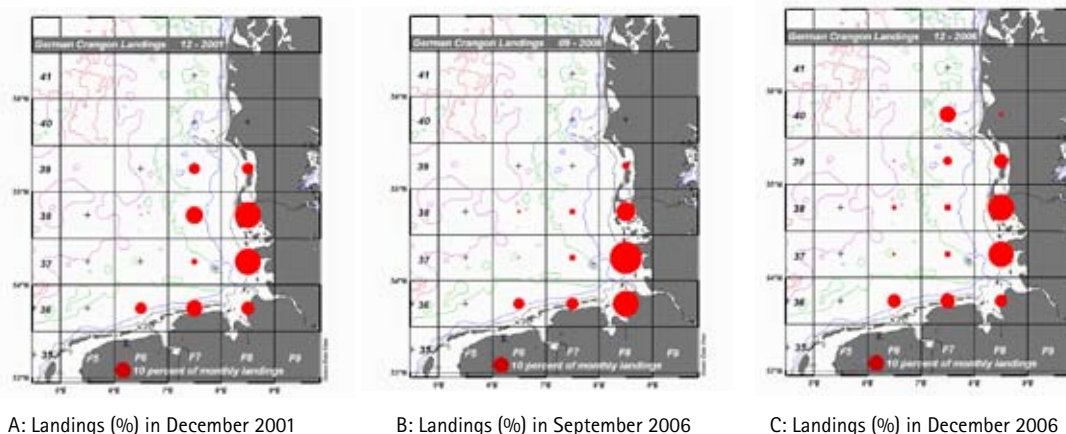 German Crangon Landings 12 - 2001
41
40
39
38
37
36
35
F5 F6 F7 F8 F9
10 percent of monthly landings
German Crangon Landings 09 - 2006
41
40
39
38
37
36
35
F5 F6 F7 F8 F9
10 percent of monthly landings
German Crangon Landings 12 - 2006
41
40
39
38
37
36
35
F5 F6 F7 F8 F9
10 percent of monthly landings
A: Landings (%) in December 2001
B: Landings (%) in September 2006
C: Landings (%) in December 2006